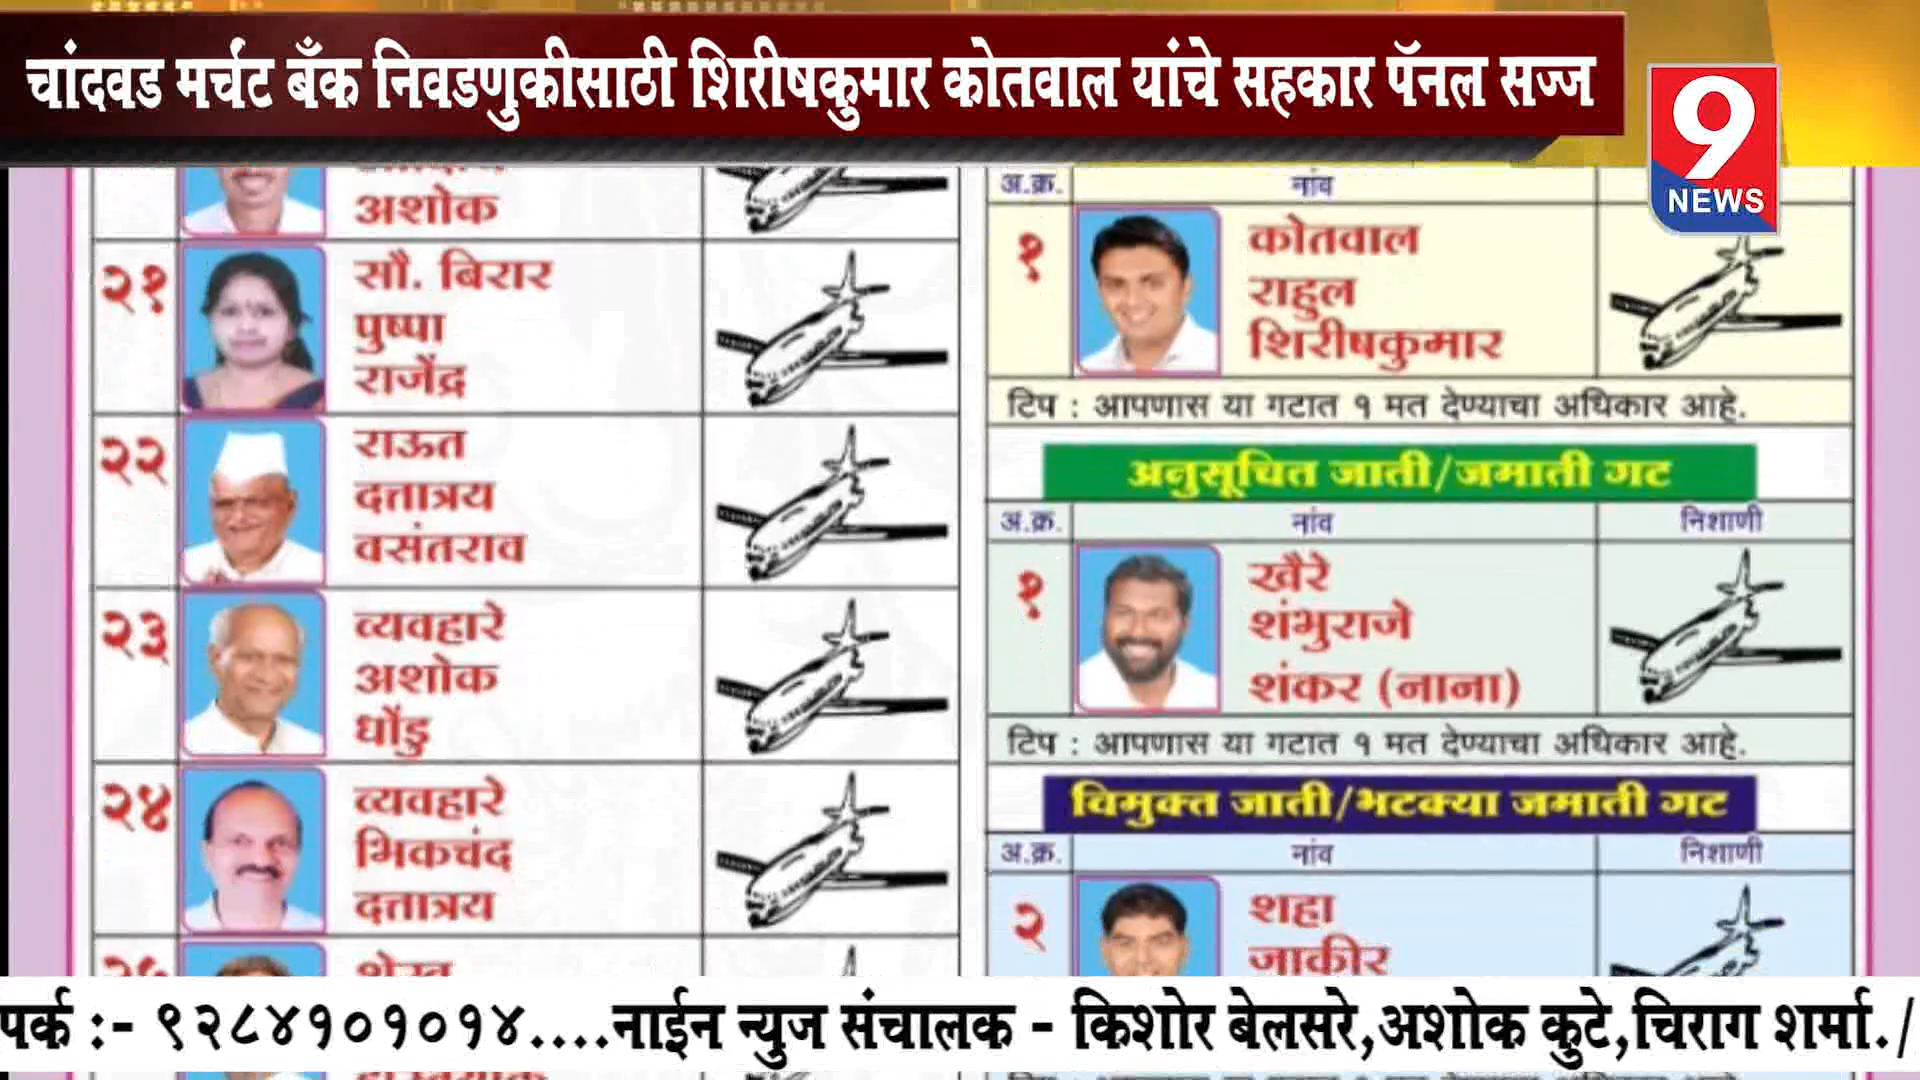 चांदवड मर्चट बँक निवडणुकीसाठी शिरीषकुमार कोतवाल यांचे सहकार पॅनल सज्ज
9
NEWS
अशोक
२१
सौ. बिरार
पुष्पा
राजेंद्र
२२
राऊत
दत्तात्रय
वसंतराव
२३
व्यवहारे
अशोक
धोंडु
२४
व्यवहारे
भिकचंद
दत्तात्रय
अ.क्र. नांव
१
कोतवाल
राहुल
शिरीषकुमार
टिप : आपणास या गटात १ मत देण्याचा अधिकार आहे.
अनुसूचित जाती/जमाती गट
अ.क्र. नांव निशाणी
१
खैरे
शंभुराजे
शंकर (नाना)
टिप : आपणास या गटात १ मत देण्याचा अधिकार आहे.
विमुक्त जाती/भटक्या जमाती गट
अ.क्र. नांव निशाणी
२
शहा
जाकीर
पर्क :- ९२८४१०१०१४....नाईन न्युज संचालक - किशोर बेलसरे,अशोक कुटे,चिराग शर्मा./